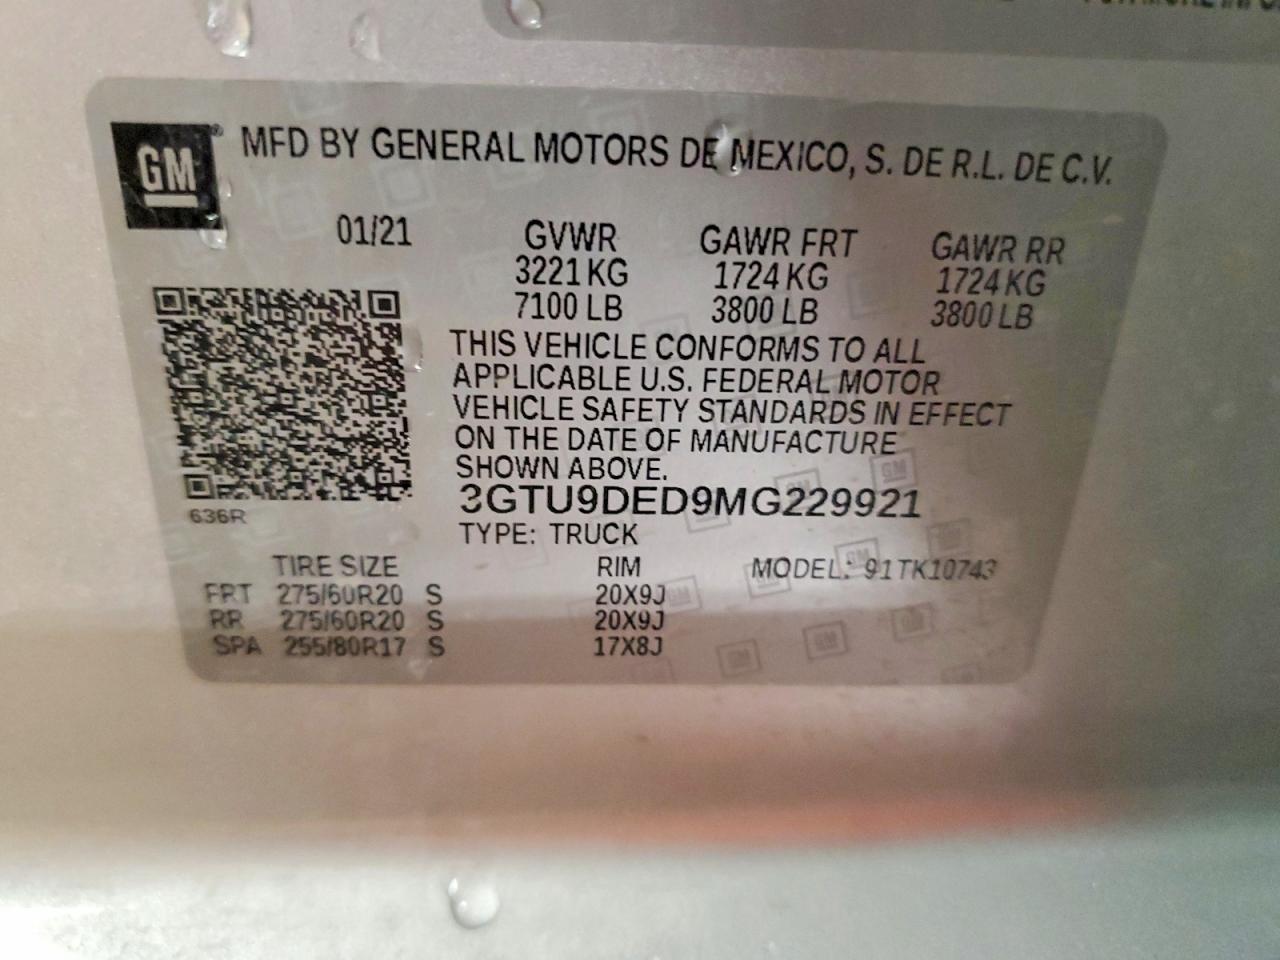 GM
MFD BY GENERAL MOTORS DE MEXICO, S. DE R.L. DE C.V.
01/21 GVWR GAWR FRT GAWR RR
3221 KG 1724 KG 1724 KG
7100 LB 3800 LB 3800 LB
THIS VEHICLE CONFORMS TO ALL
APPLICABLE U.S. FEDERAL MOTOR
VEHICLE SAFETY STANDARDS IN EFFECT
ON THE DATE OF MANUFACTURE
SHOWN ABOVE.
3GTU9DED9MG229921
636R
TYPE: TRUCK
TIRE SIZE RIM MODEL: 91TK10743
FRT 275/60R20 S 20X9J
RR 275/60R20 S 20X9J
SPA 255/80R17 S 17X8J